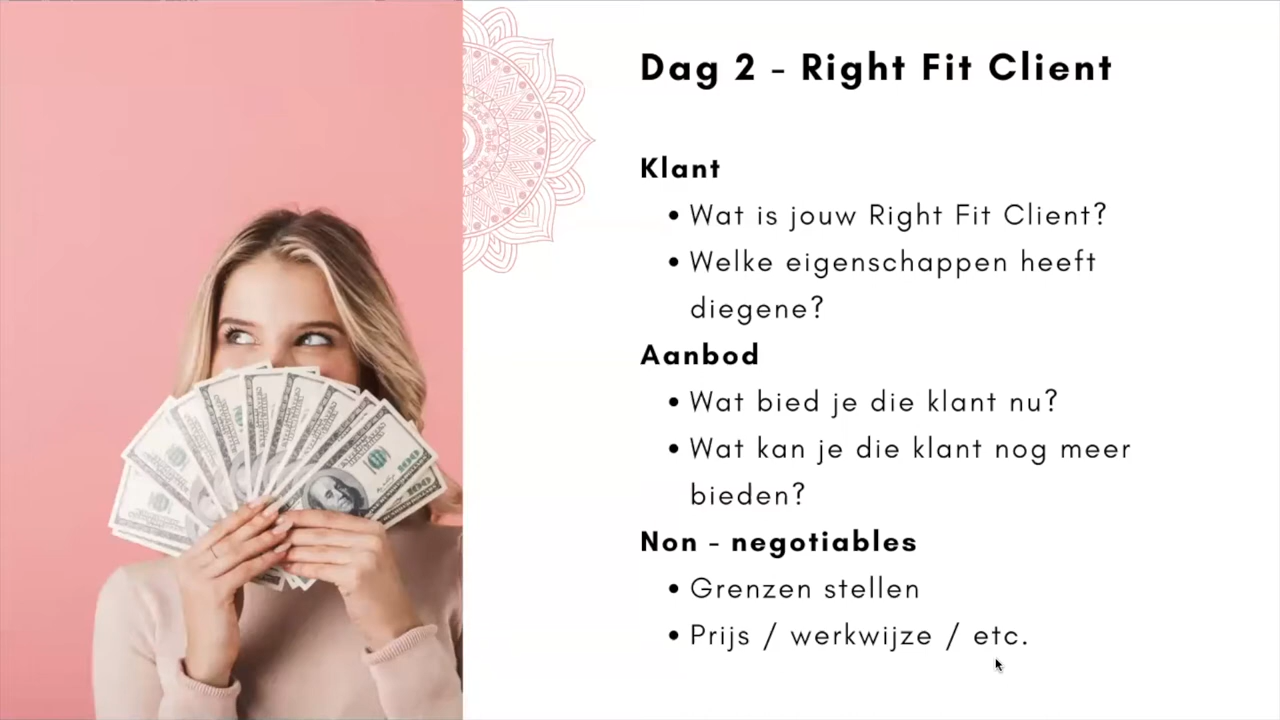 Dag 2 - Right Fit Client
Klant
• Wat is jouw Right Fit Client?
• Welke eigenschappen heeft
diegene?
Aanbod
• Wat bied je die klant nu?
• Wat kan je die klant nog meer
bieden?
Non - negotiables
• Grenzen stellen
• Prijs / werkwijze / etc.
100
100